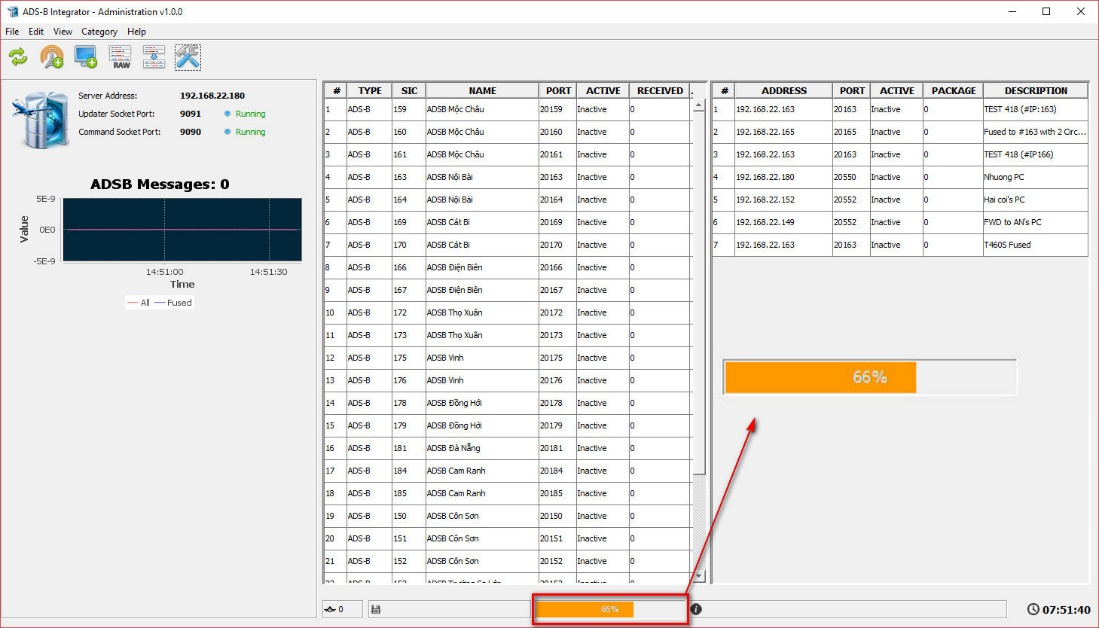 ADS-B Integrator - Administration v1.0.0
File Edit View Category Help
RAW
Server Address: 192.168.22.180
Updater Socket Port: 9091 Running
Command Socket Port: 9090 Running
ADSB Messages: 0
5E-9
0E0
-5E-9
Value
14:51:00 14:51:30
Time
All Fused
# TYPE SIC NAME PORT ACTIVE RECEIVED
1 ADS-B 159 ADSB Mộc Châu 20159 Inactive 0
2 ADS-B 160 ADSB Mộc Châu 20160 Inactive 0
3 ADS-B 161 ADSB Mộc Châu 20161 Inactive 0
4 ADS-B 163 ADSB Nội Bài 20163 Inactive 0
5 ADS-B 164 ADSB Nội Bài 20164 Inactive 0
6 ADS-B 169 ADSB Cát Bi 20169 Inactive 0
7 ADS-B 170 ADSB Cát Bi 20170 Inactive 0
8 ADS-B 166 ADSB Điện Biên 20166 Inactive 0
9 ADS-B 167 ADSB Điện Biên 20167 Inactive 0
10 ADS-B 172 ADSB Thọ Xuân 20172 Inactive 0
11 ADS-B 173 ADSB Thọ Xuân 20173 Inactive 0
12 ADS-B 175 ADSB Vinh 20175 Inactive 0
13 ADS-B 176 ADSB Vinh 20176 Inactive 0
14 ADS-B 178 ADSB Đồng Hới 20178 Inactive 0
15 ADS-B 179 ADSB Đồng Hới 20179 Inactive 0
16 ADS-B 181 ADSB Đà Nẵng 20181 Inactive 0
17 ADS-B 184 ADSB Cam Ranh 20184 Inactive 0
18 ADS-B 185 ADSB Cam Ranh 20185 Inactive 0
19 ADS-B 150 ADSB Côn Sơn 20150 Inactive 0
20 ADS-B 151 ADSB Côn Sơn 20151 Inactive 0
21 ADS-B 152 ADSB Côn Sơn 20152 Inactive 0
# ADDRESS PORT ACTIVE PACKAGE DESCRIPTION
1 192.168.22.163 20163 Inactive 0 TEST 418 (#IP:163)
2 192.168.22.165 20165 Inactive 0 Fused to #163 with 2 Circ...
3 192.168.22.163 20163 Inactive 0 TEST 418 (#IP166)
4 192.168.22.180 20550 Inactive 0 Nhuong PC
5 192.168.22.152 20552 Inactive 0 Hai coi's PC
6 192.168.22.149 20552 Inactive 0 FWD to AN's PC
7 192.168.22.163 20163 Inactive 0 T460S Fused
66%
0
66%
07:51:40